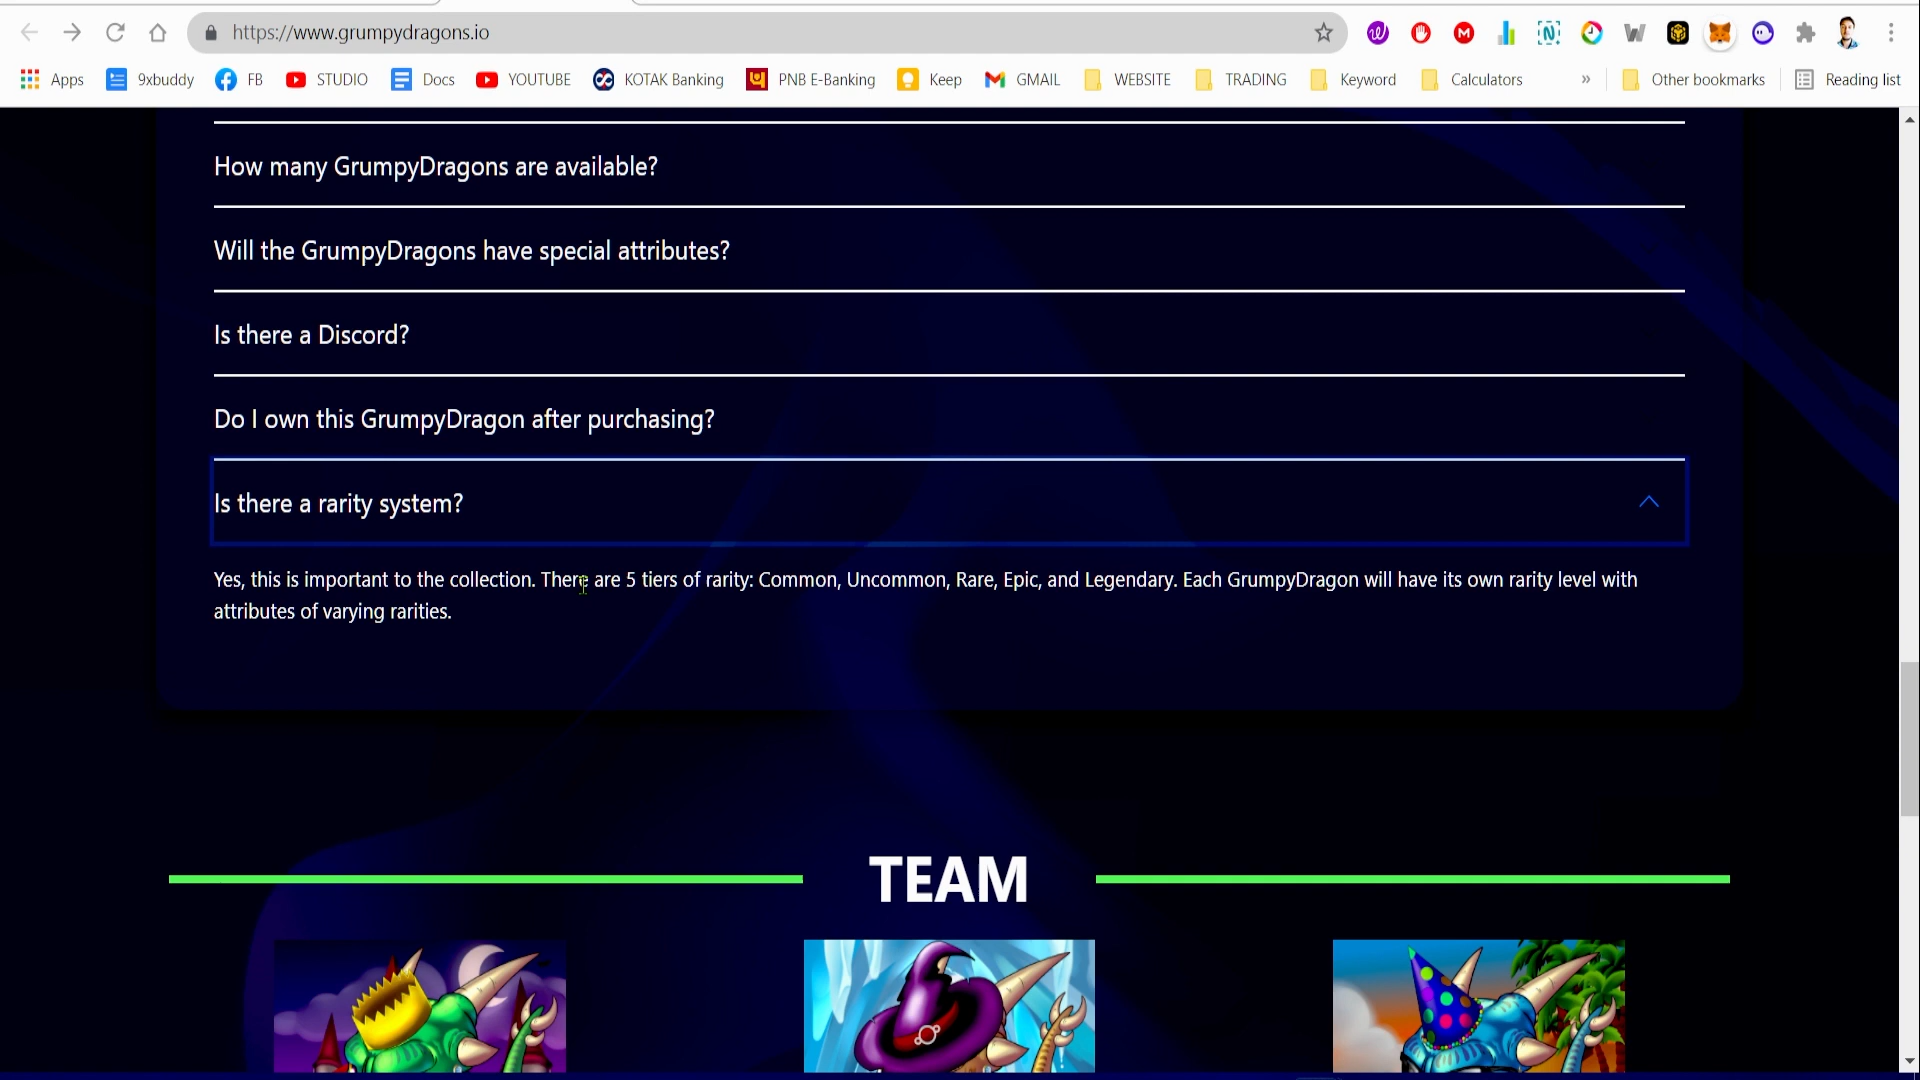 https://www.grumpydragons.io
Apps 9xbuddy FB STUDIO Docs YOUTUBE KOTAK Banking PNB E-Banking Keep GMAIL WEBSITE TRADING Keyword Calculators » Other bookmarks Reading list
How many GrumpyDragons are available?
Will the GrumpyDragons have special attributes?
Is there a Discord?
Do I own this GrumpyDragon after purchasing?
Is there a rarity system?
Yes, this is important to the collection. There are 5 tiers of rarity: Common, Uncommon, Rare, Epic, and Legendary. Each GrumpyDragon will have its own rarity level with
attributes of varying rarities.
TEAM